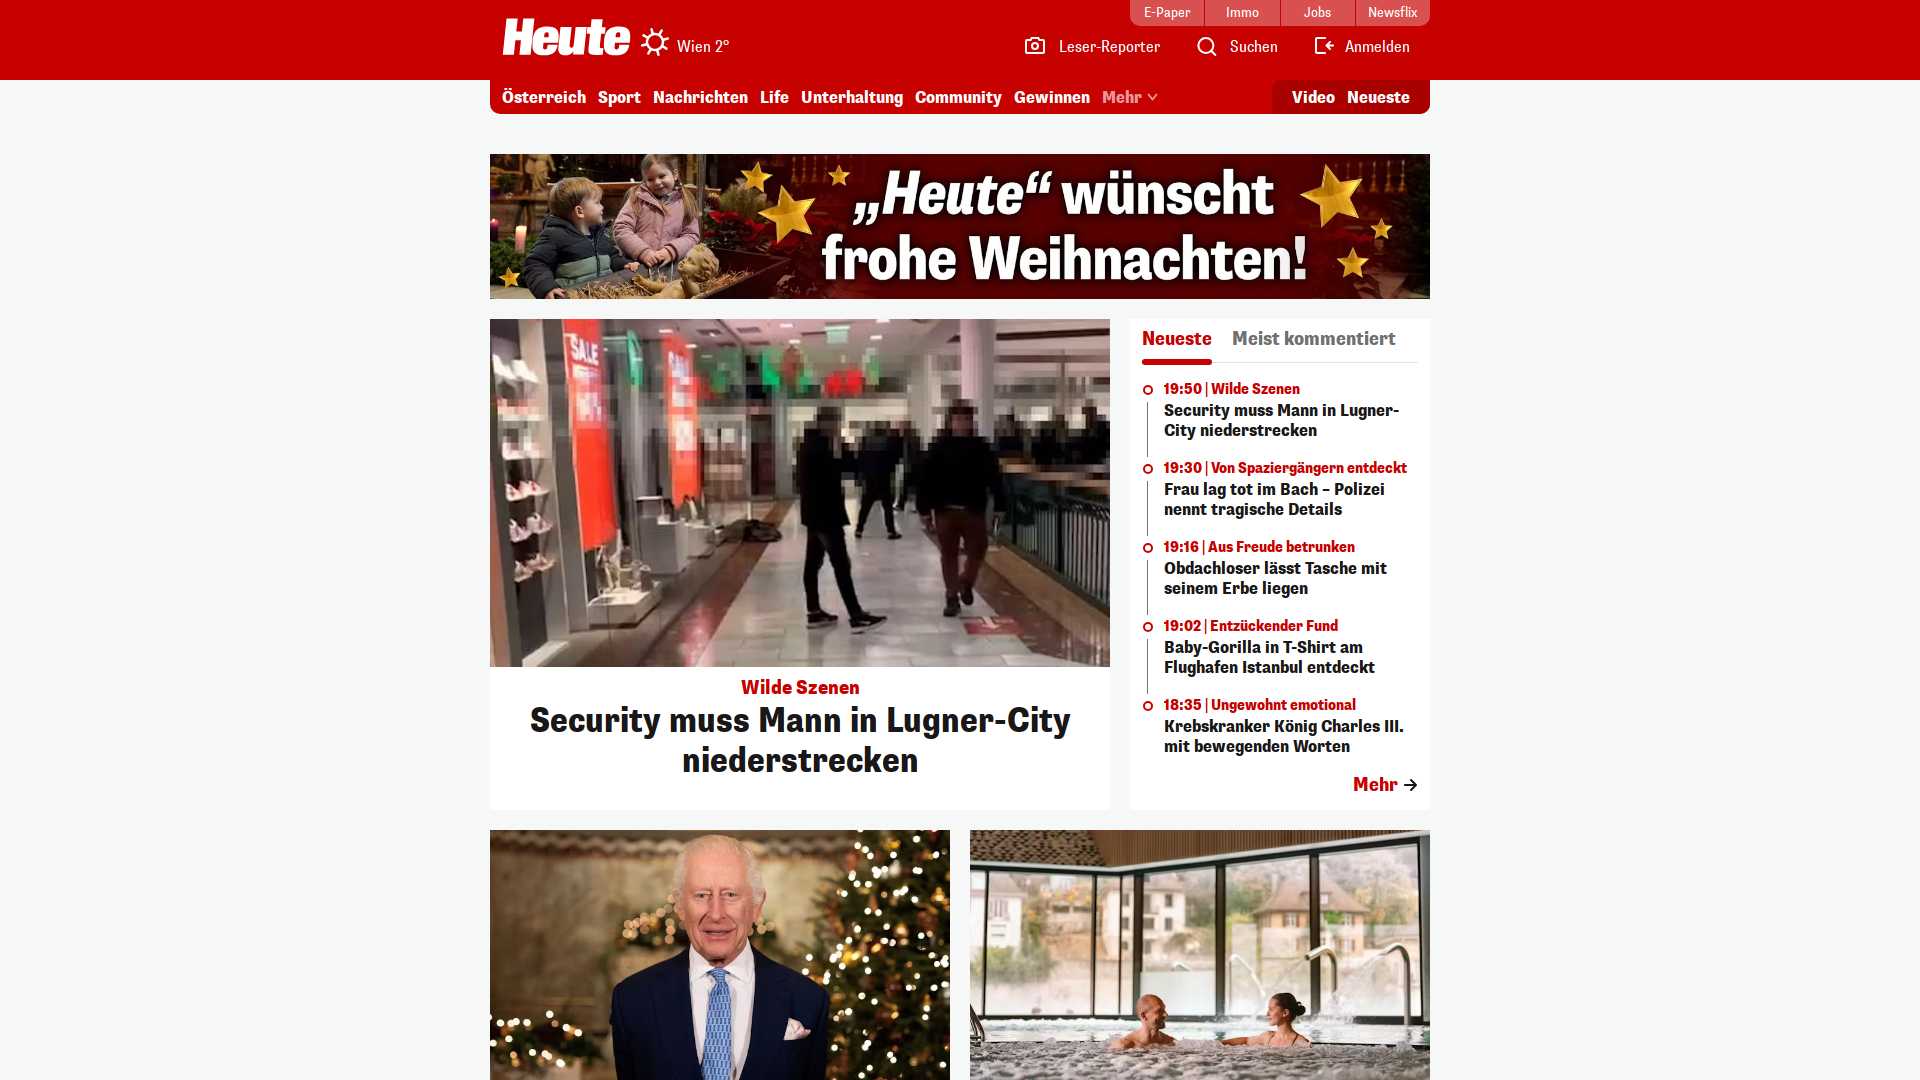 E-Paper
Immo
Jobs
Newsflix
Heute
Wien 2°
Leser-Reporter
Suchen
Anmelden
Österreich
Sport
Nachrichten
Life
Unterhaltung
Community
Gewinnen
Mehr
Video
Neueste
„Heute“ wünscht
frohe Weihnachten!
SALE
Wilde Szenen
Security muss Mann in Lugner-City
niederstrecken
Neueste
Meist kommentiert
19:50 | Wilde Szenen
Security muss Mann in Lugner-
City niederstrecken
19:30 | Von Spaziergängern entdeckt
Frau lag tot im Bach – Polizei
nennt tragische Details
19:16 | Aus Freude betrunken
Obdachloser lässt Tasche mit
seinem Erbe liegen
19:02 | Entzückender Fund
Baby-Gorilla in T-Shirt am
Flughafen Istanbul entdeckt
18:35 | Ungewohnt emotional
Krebskranker König Charles III.
mit bewegenden Worten
Mehr